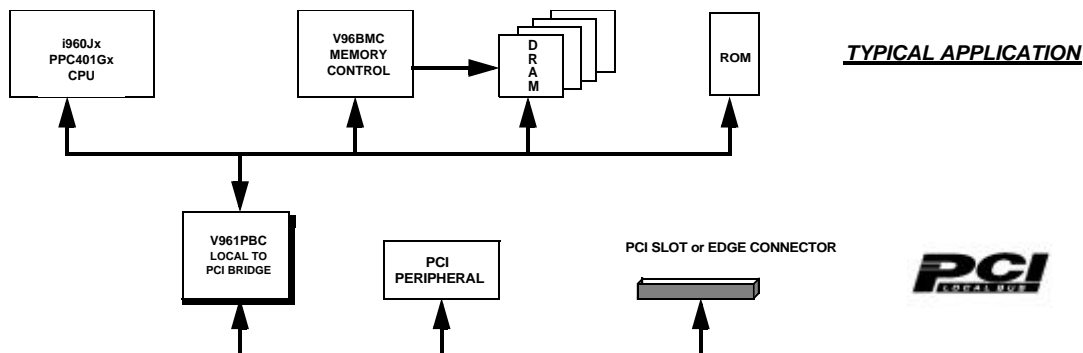 i960Jx
PPC401Gx
CPU
V96BMC
MEMORY
CONTROL
D
R
A
M
ROM
TYPICAL APPLICATION
V961PBC
LOCAL TO
PCI BRIDGE
PCI
PERIPHERAL
PCI SLOT or EDGE CONNECTOR
PCI
LOCAL BUS